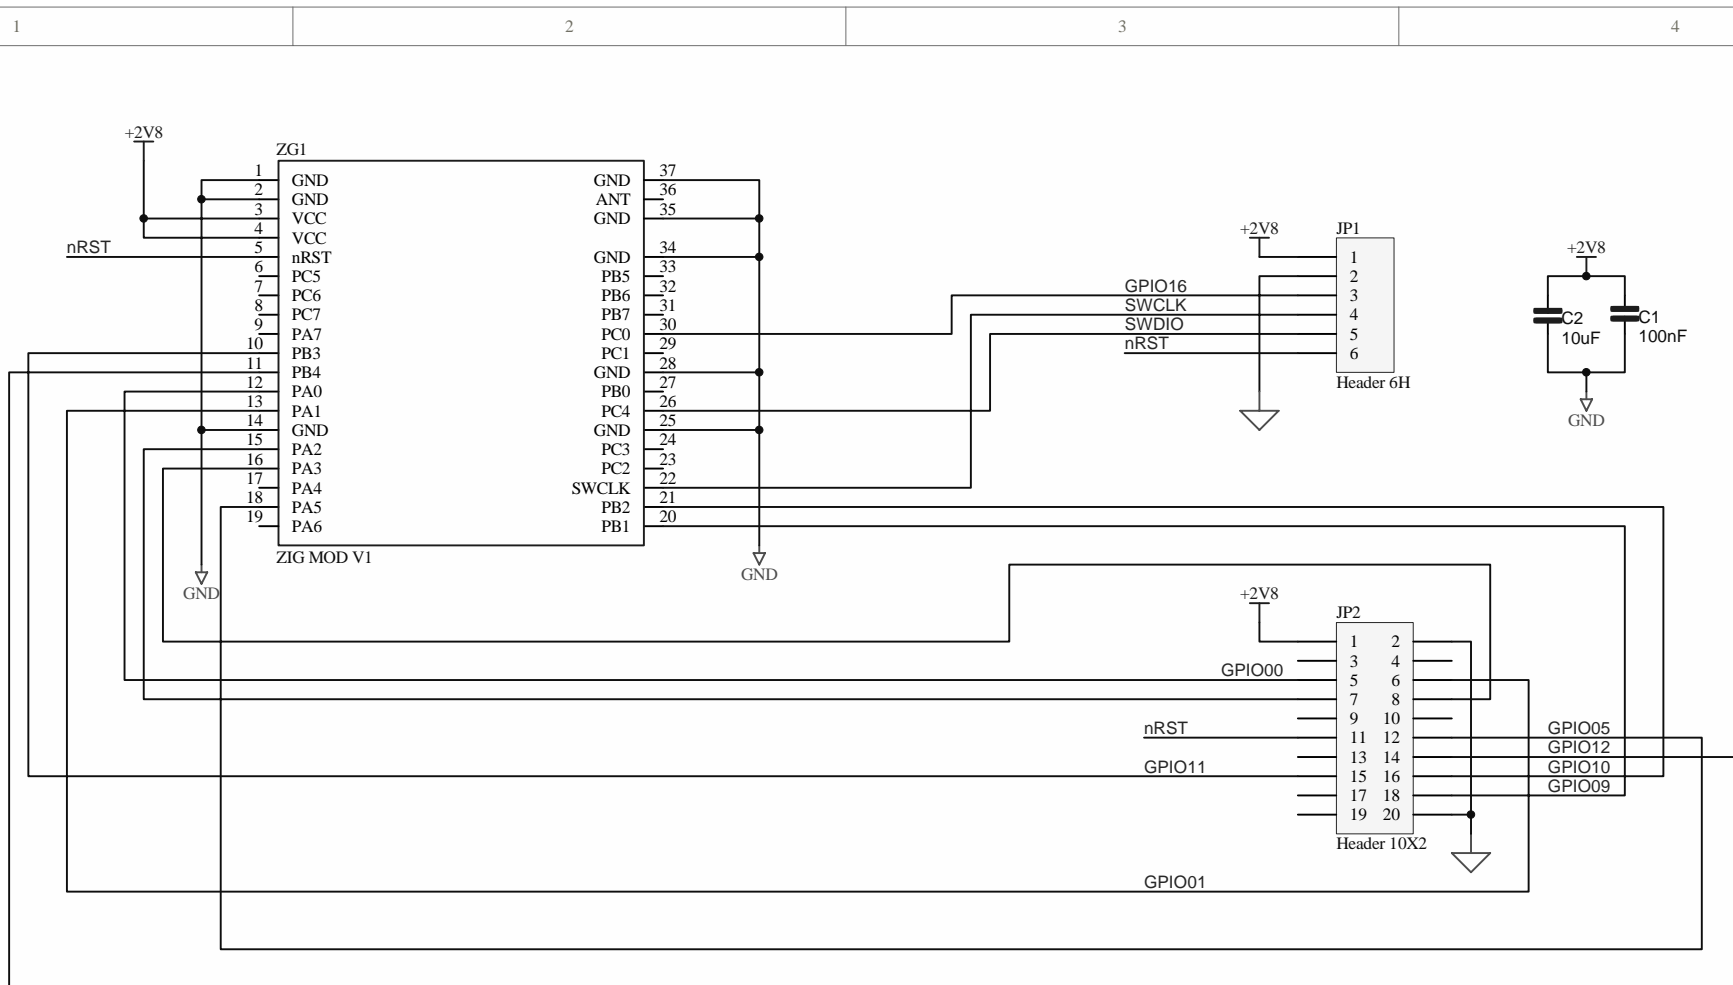 1 2 3 4
+2V8
ZG1
1 GND GND 37
2 GND ANT 36
3 VCC GND 35
4 VCC
nRST 5 nRST GND 34
6 PC5 PB5 33
7 PC6 PB6 32
8 PC7 PB7 31
9 PA7 PC0 30
10 PB3 PC1 29
11 PB4 GND 28
12 PA0 PB0 27
13 PA1 PC4 26
14 GND GND 25
15 PA2 PC3 24
16 PA3 PC2 23
17 PA4 SWCLK 22
18 PA5 PB2 21
19 PA6 PB1 20
ZIG MOD V1
GND
GND
+2V8
JP1
1
2
GPIO16 3
SWCLK 4
SWDIO 5
nRST 6
Header 6H
+2V8
C2
10uF
C1
100nF
GND
+2V8
JP2
1 2
3 4
GPIO00 5 6
7 8
9 10
nRST 11 12 GPIO05
13 14 GPIO12
GPIO11 15 16 GPIO10
17 18 GPIO09
19 20
Header 10X2
GPIO01